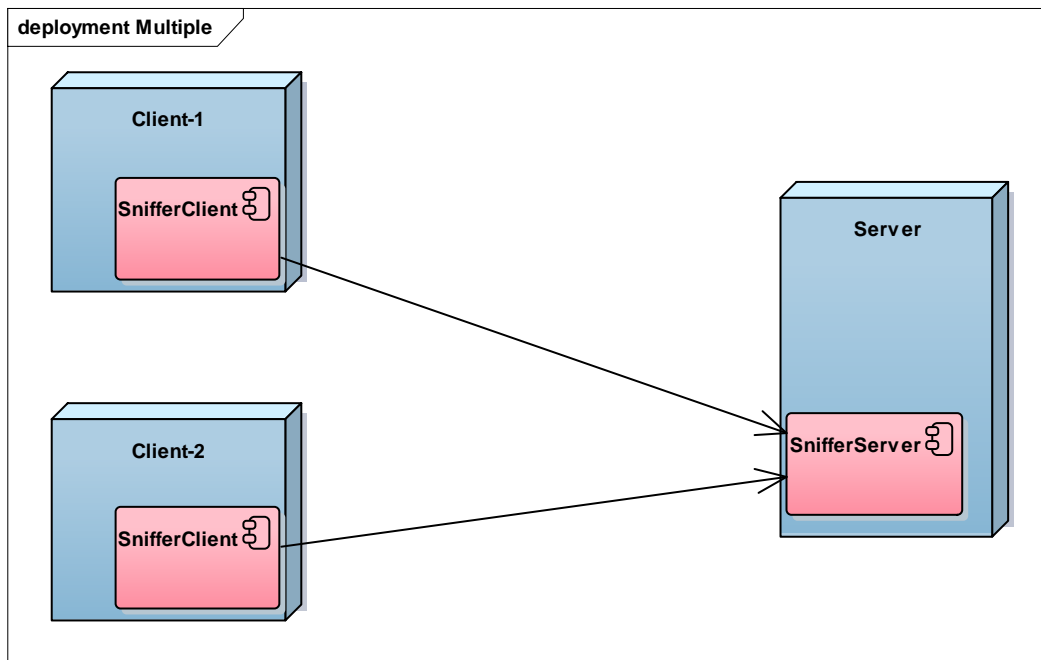 deployment Multiple
Client-1
SnifferClient
Server
SnifferServer
Client-2
SnifferClient